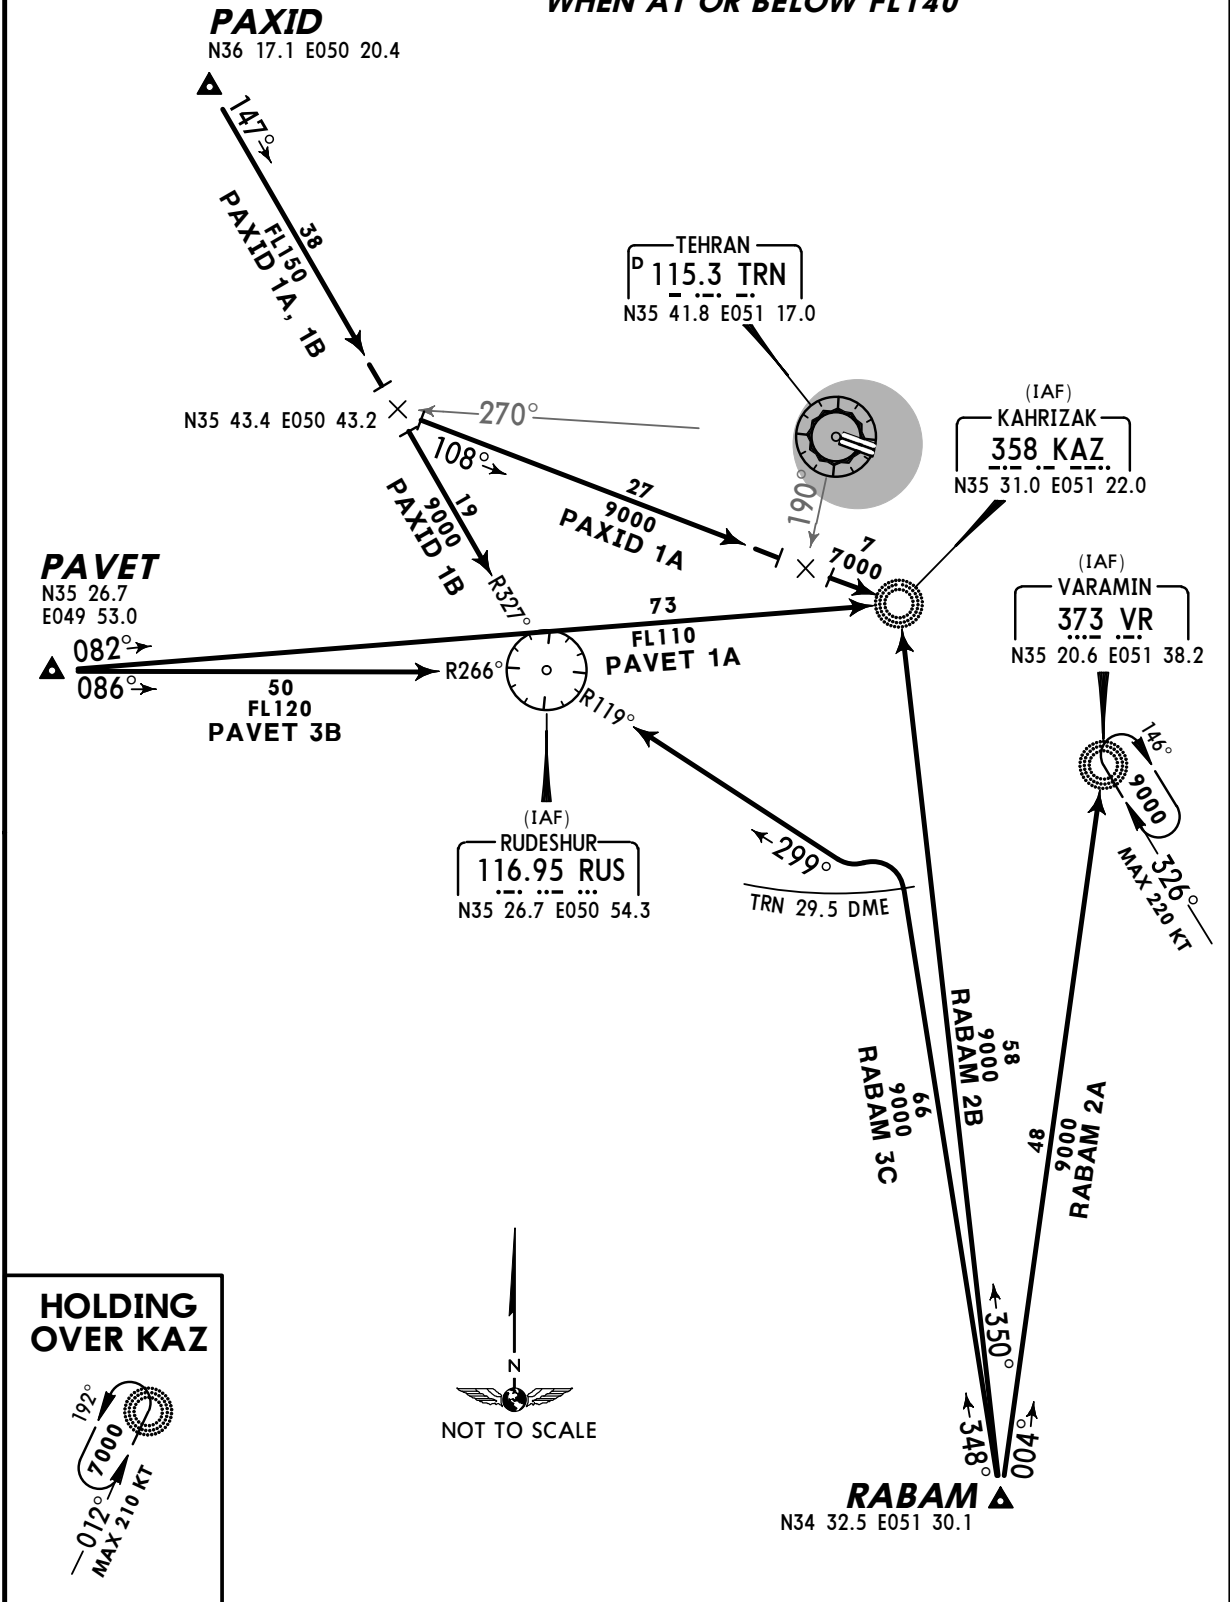 WHEN AT OR BELOW FL140
PAXID
N36 17.1 E050 20.4
147°
38
FL150
PAXID 1A, 1B
TEHRAN
D 115.3 TRN
N35 41.8 E051 17.0
(IAF)
KAHRIZAK
358 KAZ
N35 31.0 E051 22.0
N35 43.4 E050 43.2
270°
108°
27
9000
PAXID 1A
190°
7
7000
19
9000
PAXID 1B
R327°
(IAF)
VARAMIN
373 VR
N35 20.6 E051 38.2
PAVET
N35 26.7
E049 53.0
082°
086°
73
FL110
PAVET 1A
50
FL120
PAVET 3B
R266°
R119°
(IAF)
RUDESHUR
116.95 RUS
N35 26.7 E050 54.3
299°
TRN 29.5 DME
146°
9000
326°
MAX 220 KT
58
9000
RABAM 2B
66
9000
RABAM 3C
48
9000
RABAM 2A
350°
348°
004°
RABAM
N34 32.5 E051 30.1
N
NOT TO SCALE
HOLDING
OVER KAZ
192°
7000
012°
MAX 210 KT